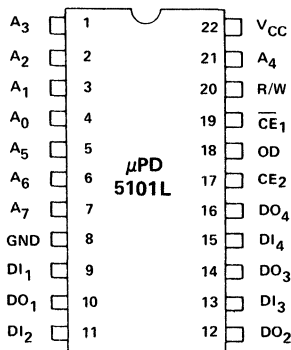 A3 1 22 VCC
A2 2 21 A4
A1 3 20 R/W
A0 4 19 C̅E̅1
A5 5 18 OD
μPD
A6 6 17 CE2
5101L
A7 7 16 DO4
GND 8 15 DI4
DI1 9 14 DO3
DO1 10 13 DI3
DI2 11 12 DO2